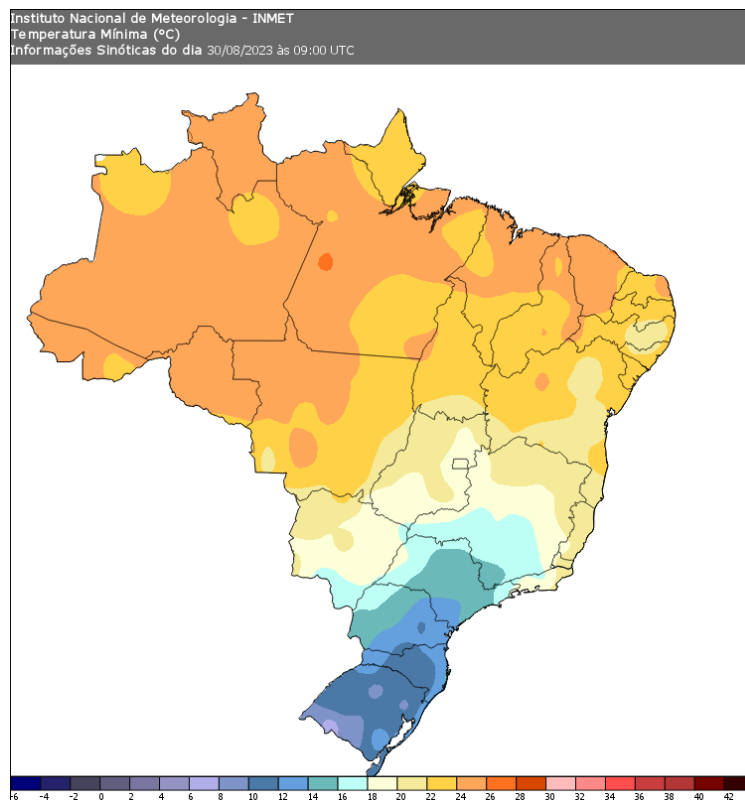 Instituto Nacional de Meteorologia - INMET
Temperatura Mínima (ºC)
Informações Sinóticas do dia 30/08/2023 às 09:00 UTC
-6 -4 -2 0 2 4 6 8 10 12 14 16 18 20 22 24 26 28 30 32 34 36 38 40 42